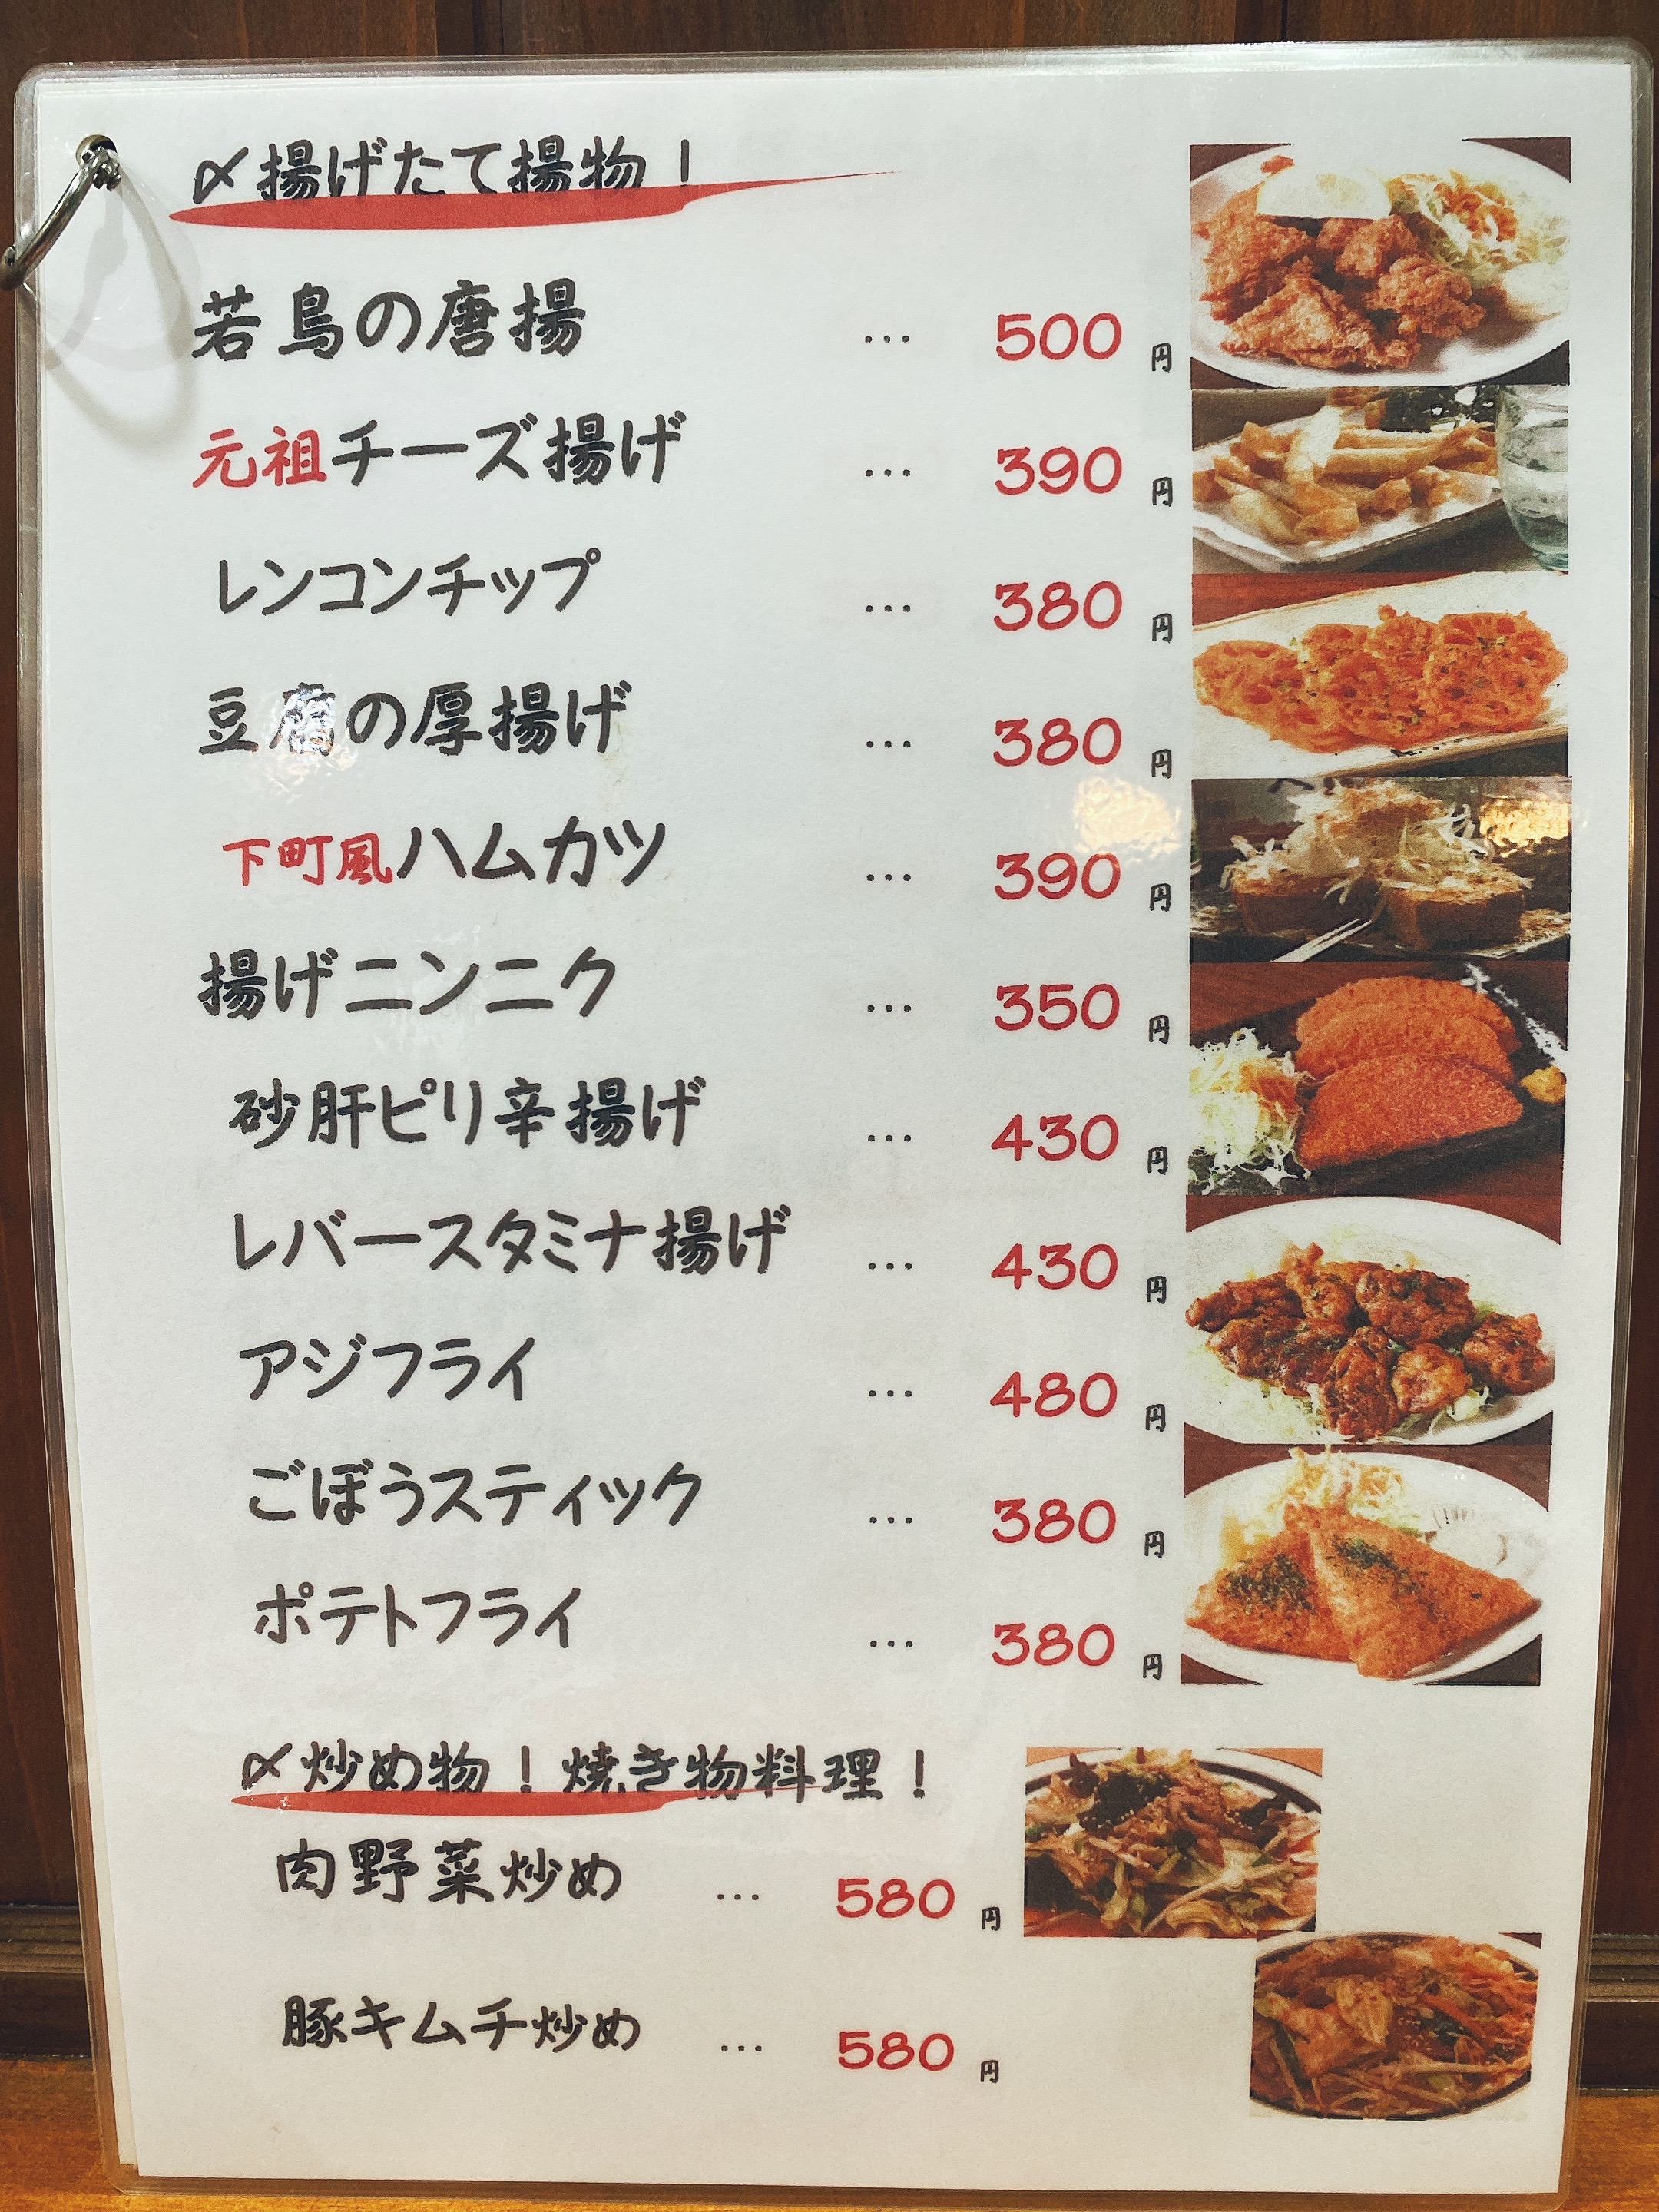 〆揚げたて揚物！
若鳥の唐揚 … 500円
元祖チーズ揚げ … 390円
レンコンチップ … 380円
豆腐の厚揚げ … 380円
下町風ハムカツ … 390円
揚げニンニク … 350円
砂肝ピリ辛揚げ … 430円
レバースタミナ揚げ … 430円
アジフライ … 480円
ごぼうスティック … 380円
ポテトフライ … 380円
〆炒め物！焼き物料理！
肉野菜炒め … 580円
豚キムチ炒め … 580円